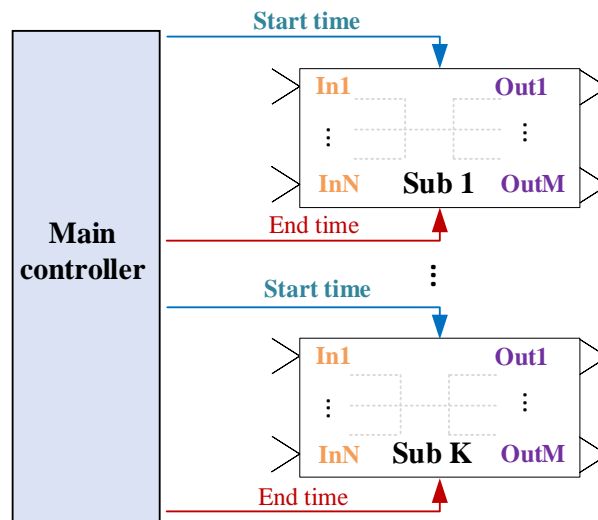 Start time
In1 Out1
⋮ ⋮
InN Sub 1 OutM
End time
Main
controller
⋮
Start time
In1 Out1
⋮ ⋮
InN Sub K OutM
End time